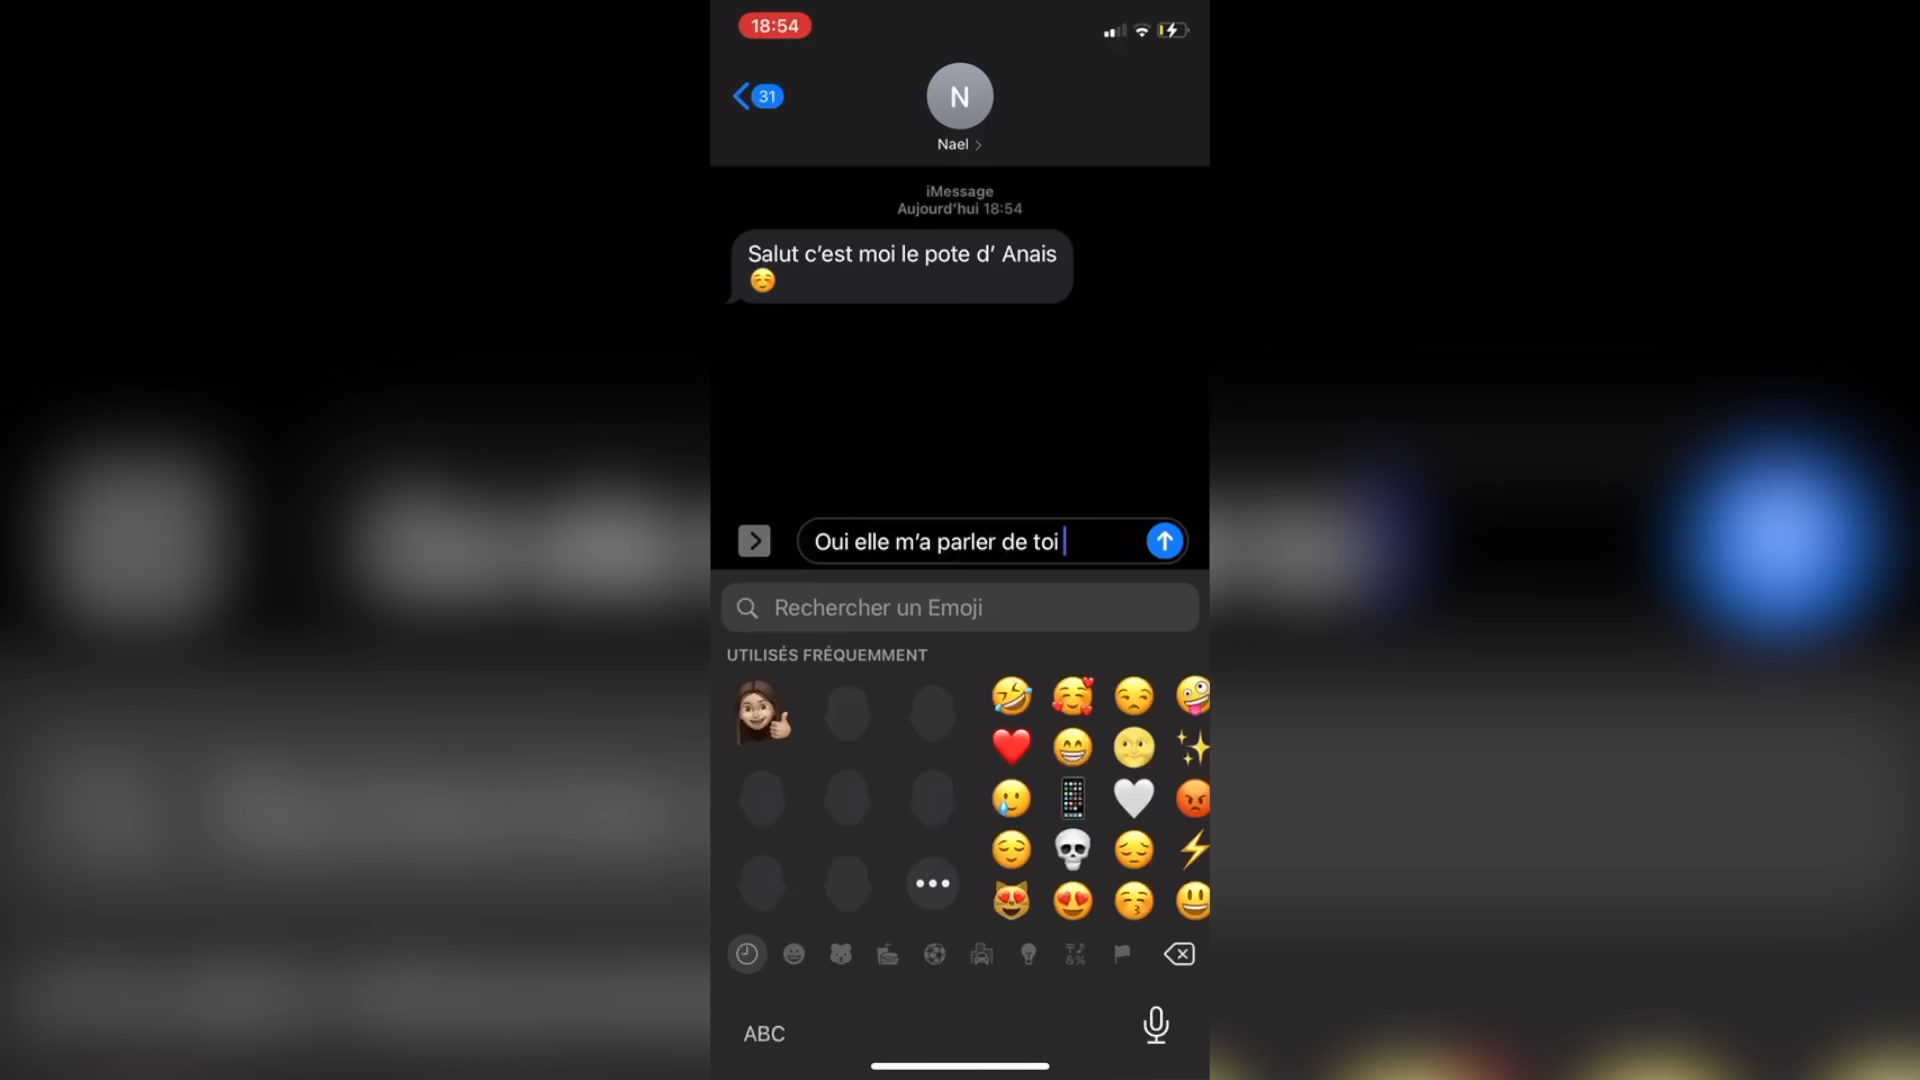 18:54
31
N
Nael
iMessage
Aujourd'hui 18:54
Salut c'est moi le pote d' Anais
☺️
Oui elle m'a parler de toi
Rechercher un Emoji
UTILISÉS FRÉQUEMMENT
ABC